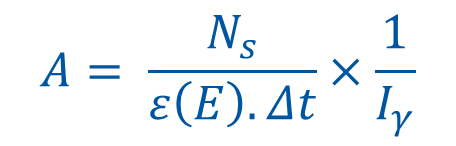 A = N_s / ε(E). Δt × 1 / I_γ